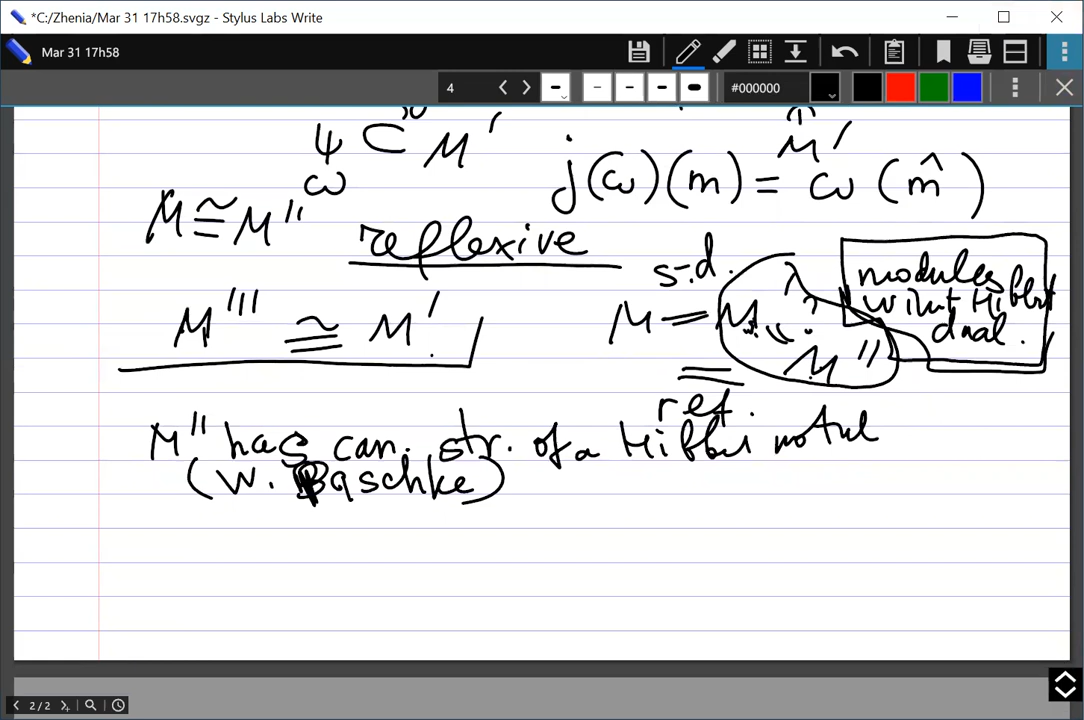 *C:/Zhenia/Mar 31 17h58.svgz - Stylus Labs Write
Mar 31 17h58
4
#000000
ψ ⊂ M′ M̂′
ω j(ω)(m) = ω(m̂)
M ≅ M″
reflexive
s-d. modules
M‴ ≅ M′ M = M′ ? with Hilbert
M″ dual.
ref.
M″ has can. str. of a Hilbert
(W. Paschke)
2/2